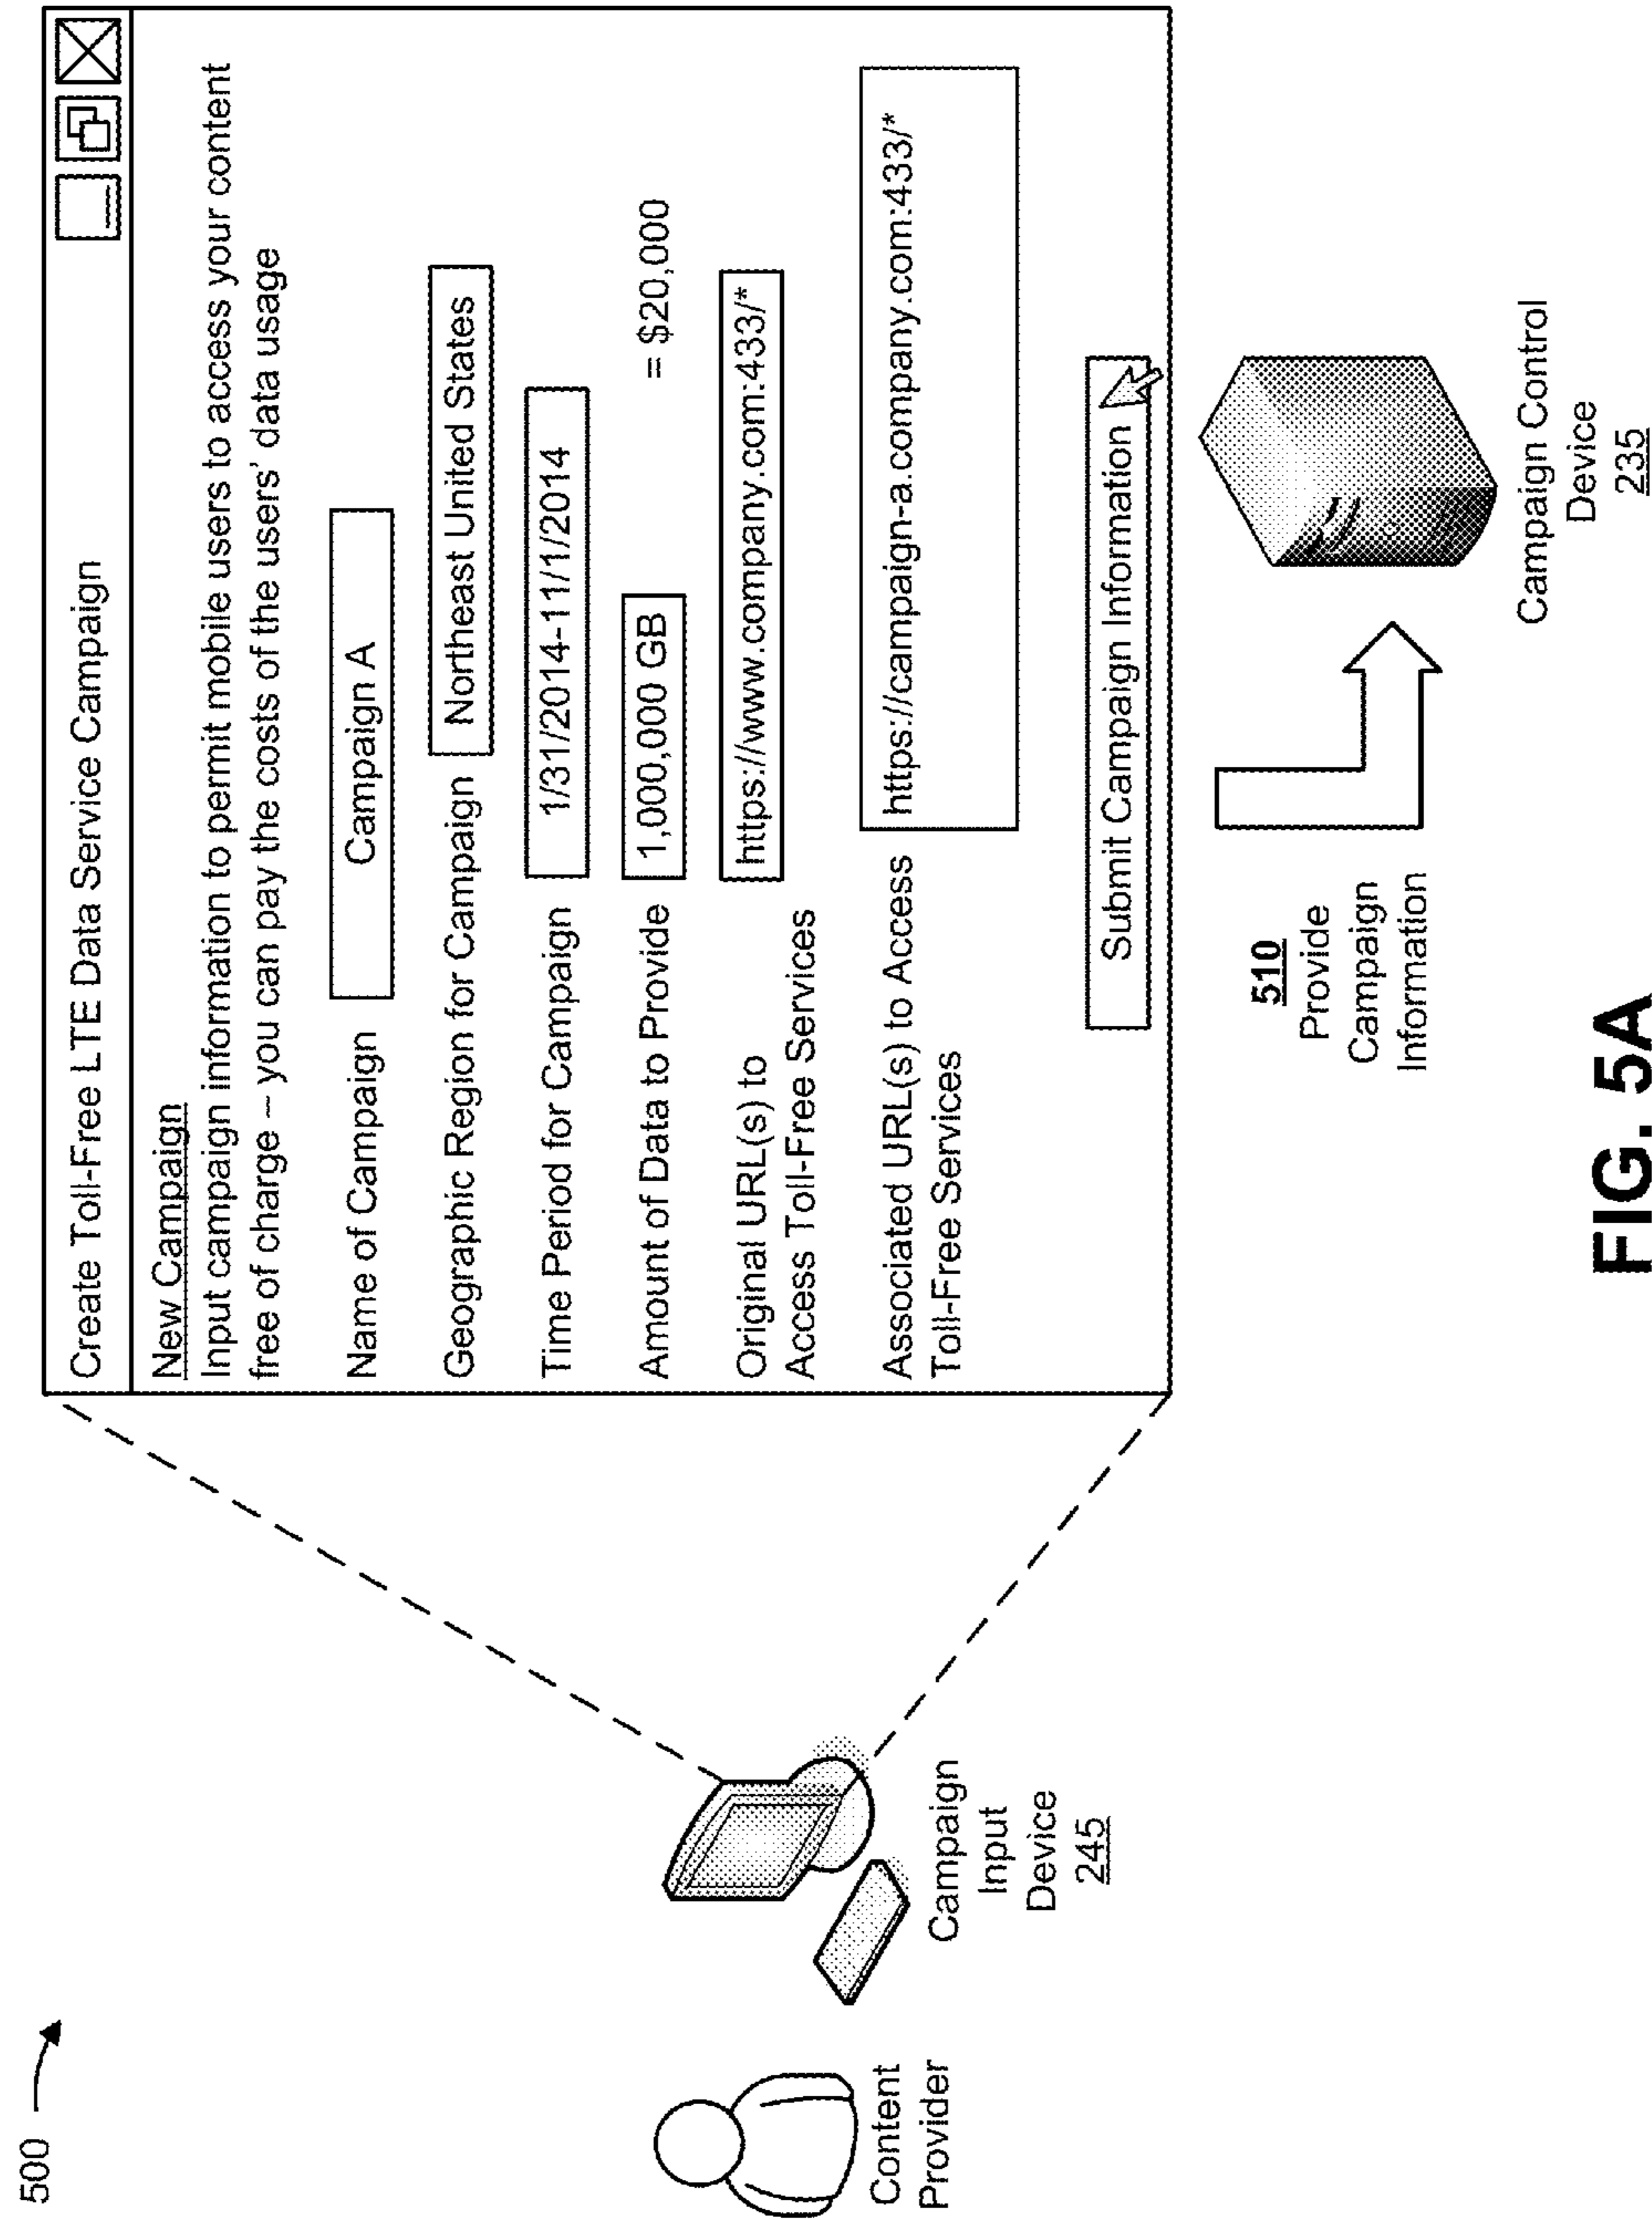 500
Create Toll-Free LTE Data Service Campaign
New Campaign
Input campaign information to permit mobile users to access your content
free of charge – you can pay the costs of the users' data usage
Name of Campaign
Campaign A
Geographic Region for Campaign
Northeast United States
Time Period for Campaign
1/31/2014-11/1/2014
Amount of Data to Provide
1,000,000 GB
= $20,000
Original URL(s) to
Access Toll-Free Services
https://www.company.com:433/*
Associated URL(s) to Access
Toll-Free Services
https://campaign-a.company.com:433/*
Submit Campaign Information
Content
Provider
Campaign
Input
Device
245
510
Provide
Campaign
Information
Campaign Control
Device
235
FIG. 5A